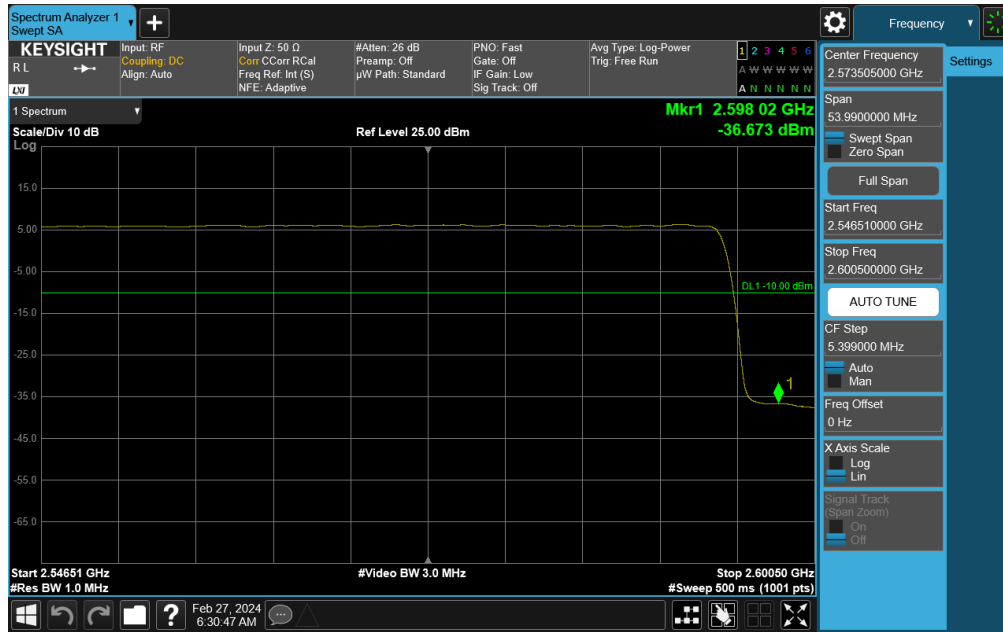 Spectrum Analyzer 1
Swept SA
Frequency
KEYSIGHT
R L
LXI
Input: RF
Coupling: DC
Align: Auto
Input Z: 50 Ω
Corr CCorr RCal
Freq Ref: Int (S)
NFE: Adaptive
#Atten: 26 dB
Preamp: Off
µW Path: Standard
PNO: Fast
Gate: Off
IF Gain: Low
Sig Track: Off
Avg Type: Log-Power
Trig: Free Run
1 2 3 4 5 6
A W W W W W
A N N N N N
1 Spectrum
Scale/Div 10 dB
Log
Ref Level 25.00 dBm
Mkr1 2.598 02 GHz
-36.673 dBm
15.0
5.00
-5.00
-15.0
-25.0
-35.0
-45.0
-55.0
-65.0
DL1 -10.00 dBm
1
Start 2.54651 GHz
#Res BW 1.0 MHz
#Video BW 3.0 MHz
Stop 2.60050 GHz
#Sweep 500 ms (1001 pts)
Center Frequency
2.573505000 GHz
Settings
Span
53.9900000 MHz
Swept Span
Zero Span
Full Span
Start Freq
2.546510000 GHz
Stop Freq
2.600500000 GHz
AUTO TUNE
CF Step
5.399000 MHz
Auto
Man
Freq Offset
0 Hz
X Axis Scale
Log
Lin
Signal Track
(Span Zoom)
On
Off
?
Feb 27, 2024
6:30:47 AM